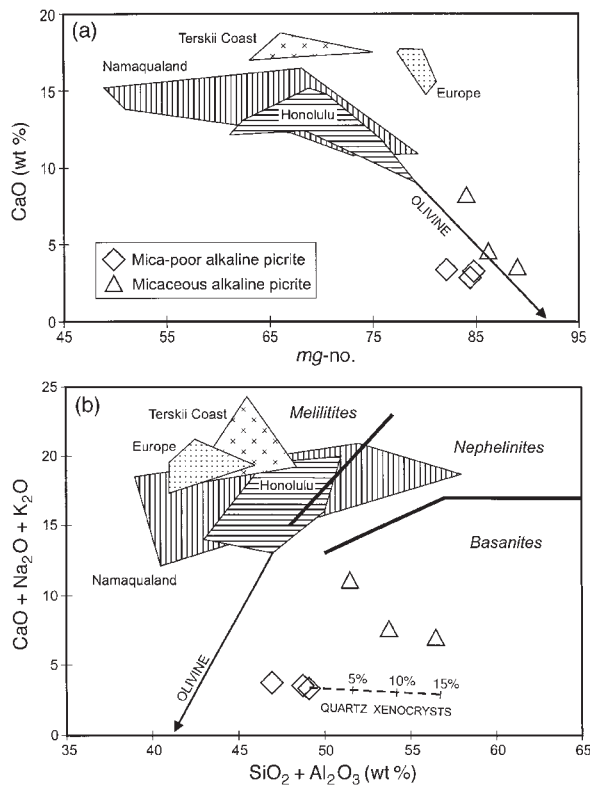 (a)
Terskii Coast
Namaqualand
Europe
Honolulu
OLIVINE
Mica-poor alkaline picrite
Micaceous alkaline picrite
CaO (wt %)
20
15
10
5
0
45 55 65 75 85 95
mg-no.
(b)
Terskii Coast
Melilitites
Europe
Nephelinites
Honolulu
Basanites
Namaqualand
OLIVINE
5% 10% 15%
QUARTZ XENOCRYSTS
CaO + Na₂O + K₂O
25
20
15
10
5
0
35 40 45 50 55 60 65
SiO₂ + Al₂O₃ (wt %)